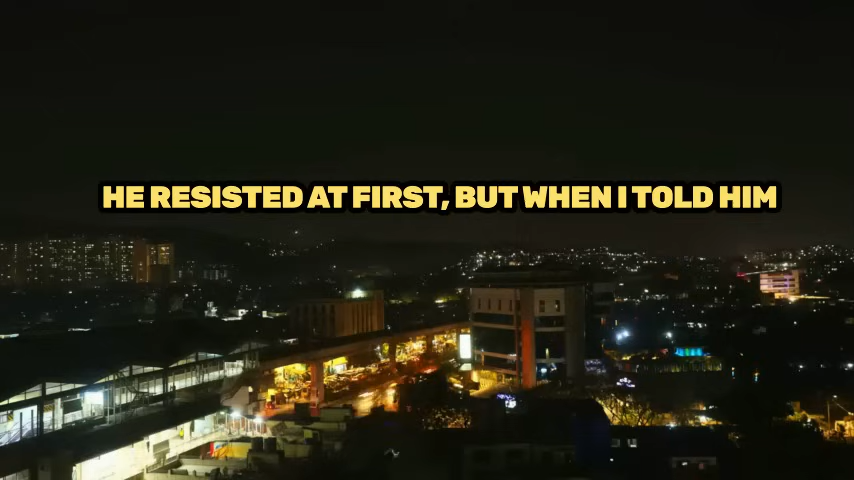 HE RESISTED AT FIRST, BUT WHEN I TOLD HIM